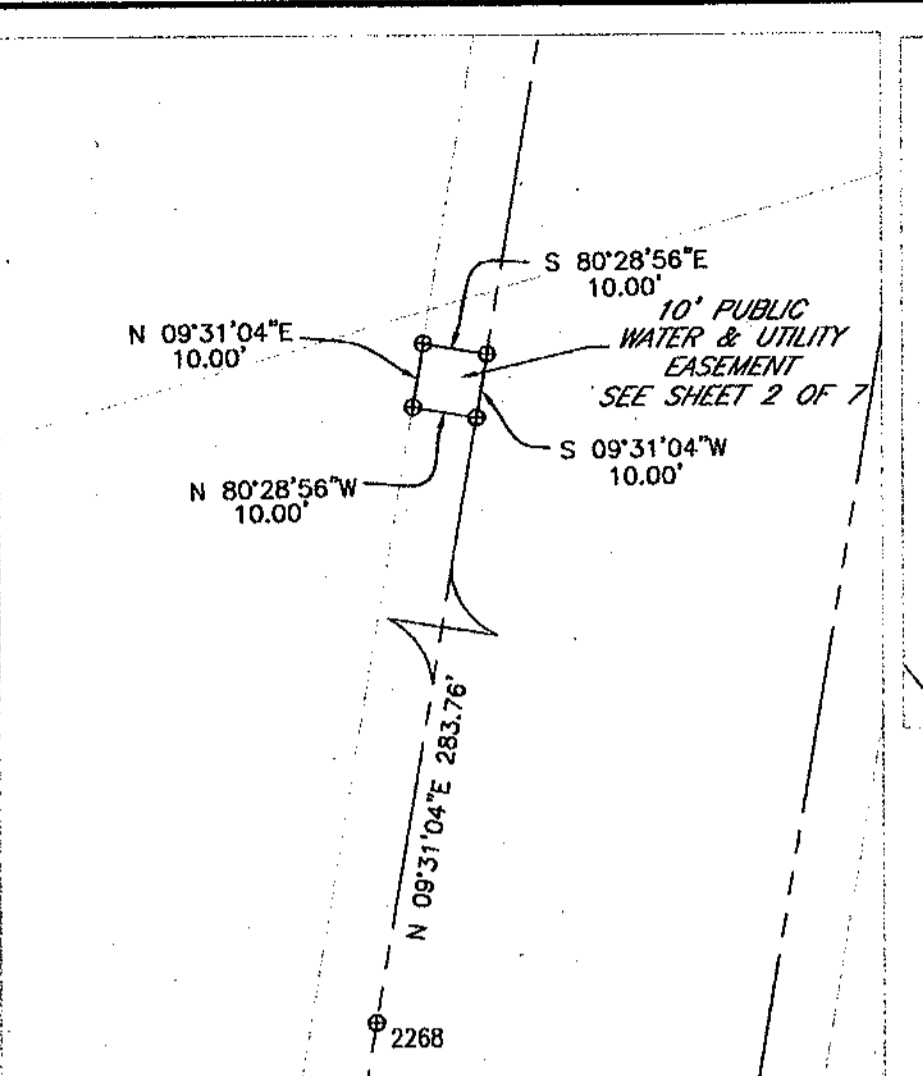 S 80°28'56"E
10.00'
10' PUBLIC
WATER & UTILITY
EASEMENT
SEE SHEET 2 OF 7
N 09°31'04"E
10.00'
S 09°31'04"W
10.00'
N 80°28'56"W
10.00'
N 09°31'04"E 283.76'
2268